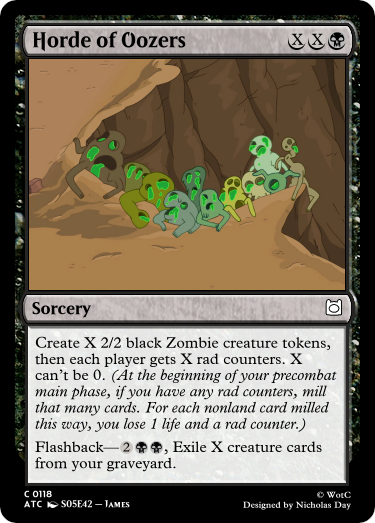 Horde of Oozers XX
Sorcery
Create X 2/2 black Zombie creature tokens,
then each player gets X rad counters. X
can't be 0. (At the beginning of your precombat
main phase, if you have any rad counters, mill
that many cards. For each nonland card milled
this way, you lose 1 life and a rad counter.)
Flashback—2, Exile X creature cards
from your graveyard.
C 0118
ATC S05E42 — IAMES
© WotC
Designed by Nicholas Day